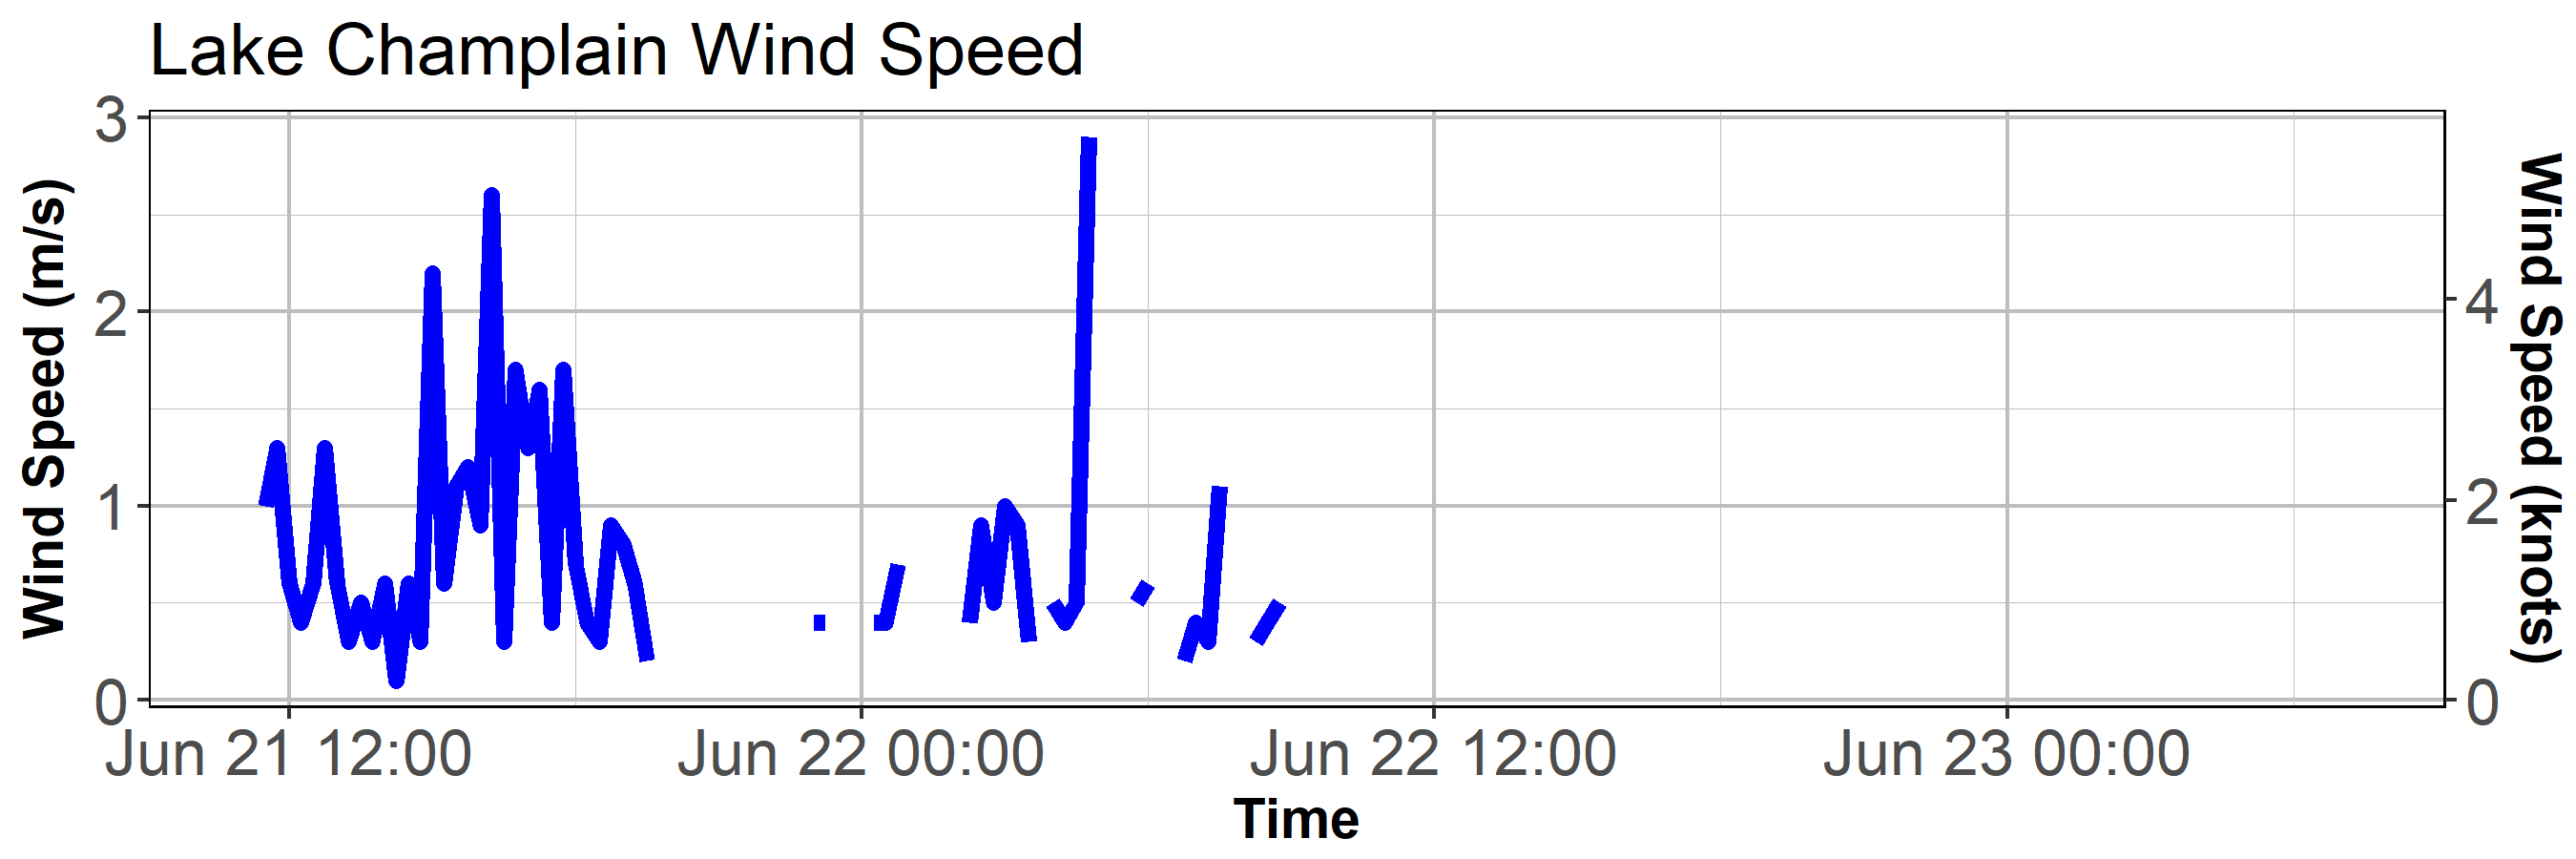 Lake Champlain Wind Speed
Wind Speed (m/s)
3
2
1
0
4
2
0
Wind Speed (knots)
Jun 21 12:00 Jun 22 00:00 Jun 22 12:00 Jun 23 00:00
Time